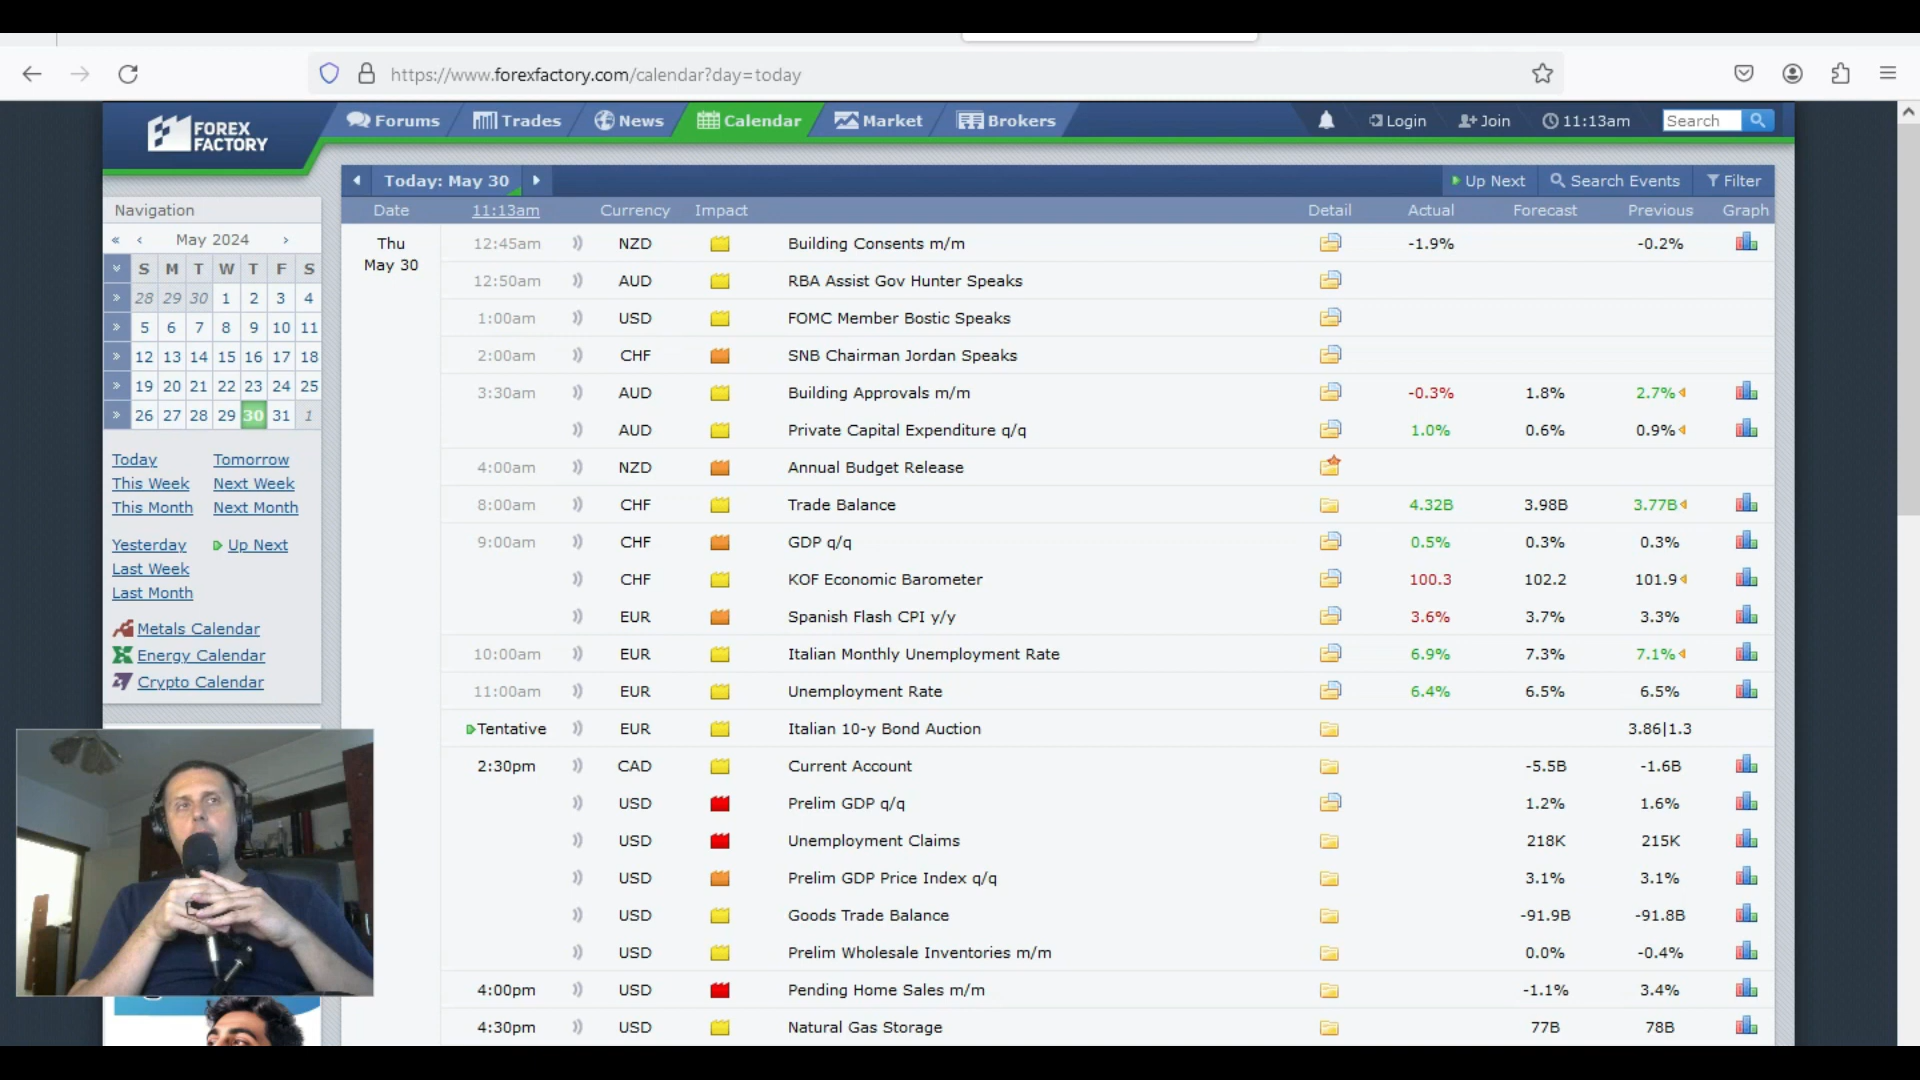 https://www.forexfactory.com/calendar?day=today
FOREX FACTORY
Forums Trades News Calendar Market Brokers Login Join 11:13am Search
Today: May 30 Up Next Search Events Filter
Date 11:13am Currency Impact Detail Actual Forecast Previous Graph
Navigation
« ‹ May 2024 ›
S M T W T F S
» 28 29 30 1 2 3 4
» 5 6 7 8 9 10 11
» 12 13 14 15 16 17 18
» 19 20 21 22 23 24 25
» 26 27 28 29 30 31 1
Today Tomorrow
This Week Next Week
This Month Next Month
Yesterday Up Next
Last Week
Last Month
Metals Calendar
Energy Calendar
Crypto Calendar
Thu
May 30
12:45am NZD Building Consents m/m -1.9% -0.2%
12:50am AUD RBA Assist Gov Hunter Speaks
1:00am USD FOMC Member Bostic Speaks
2:00am CHF SNB Chairman Jordan Speaks
3:30am AUD Building Approvals m/m -0.3% 1.8% 2.7%
AUD Private Capital Expenditure q/q 1.0% 0.6% 0.9%
4:00am NZD Annual Budget Release
8:00am CHF Trade Balance 4.32B 3.98B 3.77B
9:00am CHF GDP q/q 0.5% 0.3% 0.3%
CHF KOF Economic Barometer 100.3 102.2 101.9
EUR Spanish Flash CPI y/y 3.6% 3.7% 3.3%
10:00am EUR Italian Monthly Unemployment Rate 6.9% 7.3% 7.1%
11:00am EUR Unemployment Rate 6.4% 6.5% 6.5%
Tentative EUR Italian 10-y Bond Auction 3.86|1.3
2:30pm CAD Current Account -5.5B -1.6B
USD Prelim GDP q/q 1.2% 1.6%
USD Unemployment Claims 218K 215K
USD Prelim GDP Price Index q/q 3.1% 3.1%
USD Goods Trade Balance -91.9B -91.8B
USD Prelim Wholesale Inventories m/m 0.0% -0.4%
4:00pm USD Pending Home Sales m/m -1.1% 3.4%
4:30pm USD Natural Gas Storage 77B 78B